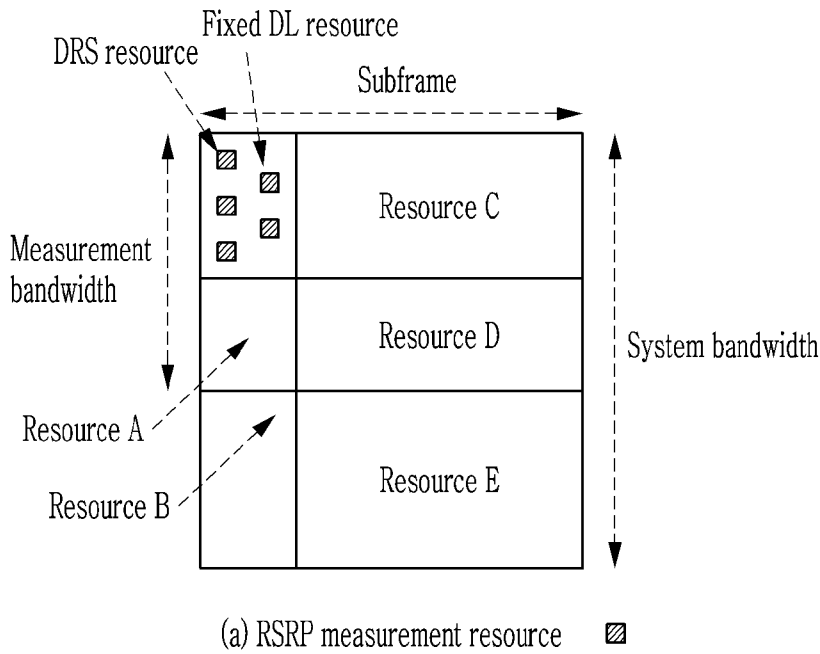 Fixed DL resource
DRS resource
Subframe
Resource C
Measurement
bandwidth
Resource D
System bandwidth
Resource A
Resource E
Resource B
(a) RSRP measurement resource